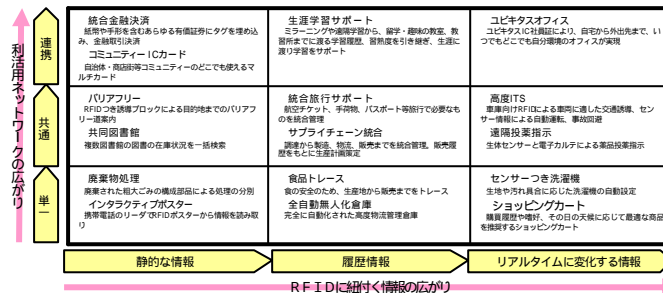 利活用ネットワークの広がり
連携
統合金融決済
紙幣や手形を含むあらゆる有価証券にタグを埋め込
み、金融取引決済
コミュニティーICカード
自治体・商店街等コミュニティーのどこでも使えるマ
ルチカード
生涯学習サポート
ミラーニングや遠隔学習から、留学・趣味の教室、教
習所までに渡る学習履歴、習熟度を引き継ぎ、生涯に
渡り学習をサポート
ユビキタスオフィス
ユビキタスIC社員証により、自宅から外出先まで、い
つでもどこでも自分環境のオフィスが実現
共通
バリアフリー
RFIDつき誘導ブロックによる目的地までのバリアフ
リー道案内
共同図書館
複数図書館の図書の在庫状況を一括検索
統合旅行サポート
航空チケット、手荷物、パスポート等旅行で必要なも
のを統合管理
サプライチェーン統合
調達から製造、物流、販売までを統合管理。販売履
歴をもとに生産計画策定
高度ITS
車庫向けRFIDによる車両に適した交通誘導、セン
サー情報による自動運転、事故回避
遠隔投薬指示
生体センサーと電子カルテによる薬品投薬指示
単一
廃棄物処理
廃棄された粗大ごみの構成部品による処理の分別
インタラクティブポスター
携帯電話のリーダでRFIDポスターから情報を読み取
り
食品トレース
食の安全のため、生産地から販売までをトレース
全自動無人化倉庫
完全に自動化された高度物流管理倉庫
センサーつき洗濯機
生地や汚れ具合に応じた洗濯機の自動設定
ショッピングカート
購買履歴や嗜好、その日の天候に応じて最適な商品
を推奨するショッピングカート
静的な情報
履歴情報
リアルタイムに変化する情報
RFIDに紐付く情報の広がり